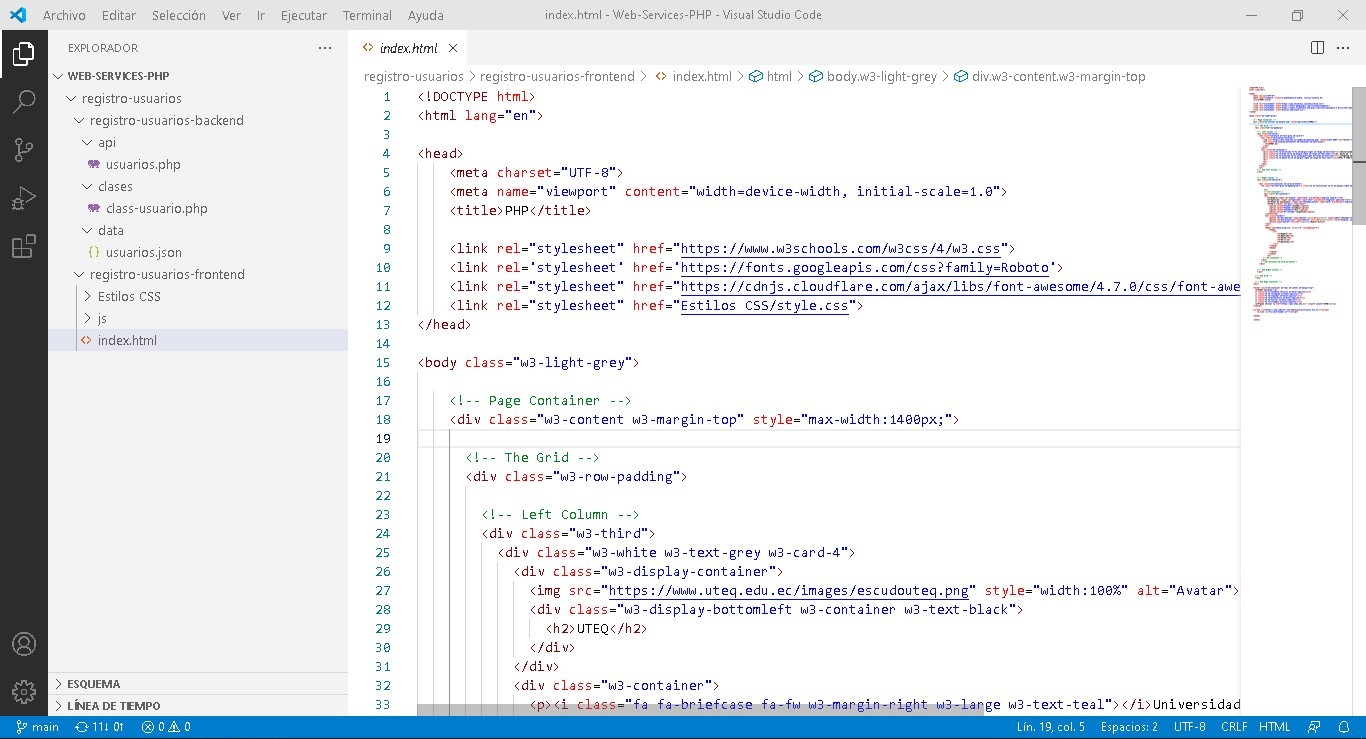 Archivo Editar Selección Ver Ir Ejecutar Terminal Ayuda
index.html - Web-Services-PHP - Visual Studio Code
EXPLORADOR
WEB-SERVICES-PHP
registro-usuarios
registro-usuarios-backend
api
usuarios.php
clases
class-usuario.php
data
usuarios.json
registro-usuarios-frontend
Estilos CSS
js
index.html
ESQUEMA
LÍNEA DE TIEMPO
index.html
registro-usuarios > registro-usuarios-frontend > index.html > html > body.w3-light-grey > div.w3-content.w3-margin-top
1 <!DOCTYPE html>
2 <html lang="en">
3
4 <head>
5 <meta charset="UTF-8">
6 <meta name="viewport" content="width=device-width, initial-scale=1.0">
7 <title>PHP</title>
8
9 <link rel="stylesheet" href="https://www.w3schools.com/w3css/4/w3.css">
10 <link rel='stylesheet' href='https://fonts.googleapis.com/css?family=Roboto'>
11 <link rel="stylesheet" href="https://cdnjs.cloudflare.com/ajax/libs/font-awesome/4.7.0/css/font-awe
12 <link rel="stylesheet" href="Estilos CSS/style.css">
13 </head>
14
15 <body class="w3-light-grey">
16
17 <!-- Page Container -->
18 <div class="w3-content w3-margin-top" style="max-width:1400px;">
19
20 <!-- The Grid -->
21 <div class="w3-row-padding">
22
23 <!-- Left Column -->
24 <div class="w3-third">
25 <div class="w3-white w3-text-grey w3-card-4">
26 <div class="w3-display-container">
27 <img src="https://www.uteq.edu.ec/images/escudouteq.png" style="width:100%" alt="Avatar">
28 <div class="w3-display-bottomleft w3-container w3-text-black">
29 <h2>UTEQ</h2>
30 </div>
31 </div>
32 <div class="w3-container">
33 <p><i class="fa fa-briefcase fa-fw w3-margin-right w3-large w3-text-teal"></i>Universidad
main 11↓ 0↑ 0 0
Lín. 19, col. 5 Espacios: 2 UTF-8 CRLF HTML